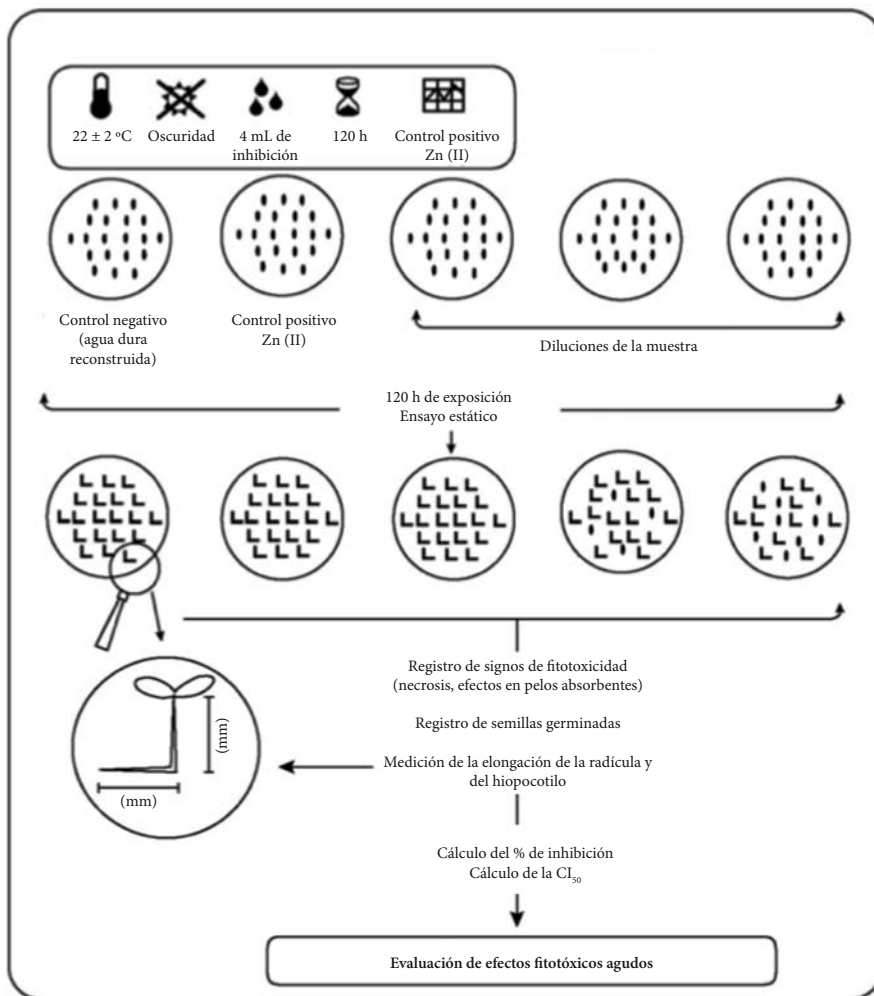 22 ± 2 ºC
Oscuridad
4 mL de
inhibición
120 h
Control positivo
Zn (II)
Control negativo
(agua dura
reconstruida)
Control positivo
Zn (II)
Diluciones de la muestra
120 h de exposición
Ensayo estático
Registro de signos de fitotoxicidad
(necrosis, efectos en pelos absorbentes)
Registro de semillas germinadas
Medición de la elongación de la radícula y
del hiopocotilo
(mm)
(mm)
Cálculo del % de inhibición
Cálculo de la CI₅₀
Evaluación de efectos fitotóxicos agudos